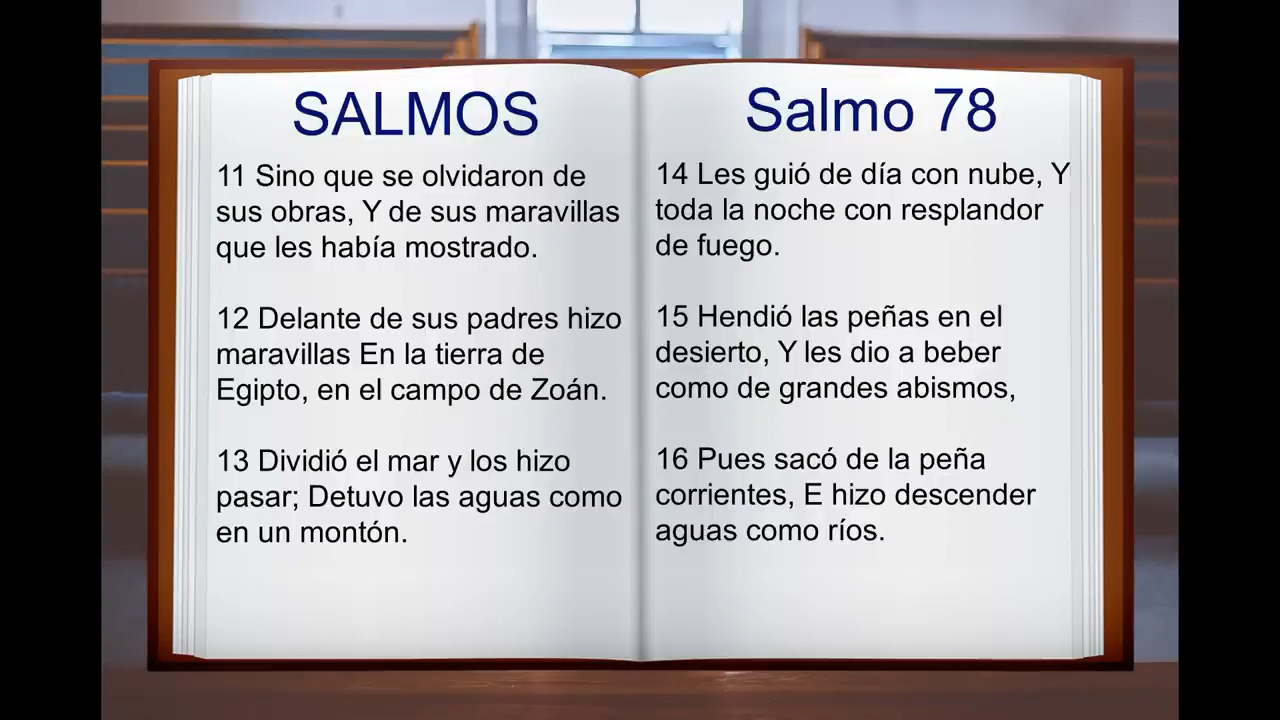 SALMOS
11 Sino que se olvidaron de
sus obras, Y de sus maravillas
que les había mostrado.
12 Delante de sus padres hizo
maravillas En la tierra de
Egipto, en el campo de Zoán.
13 Dividió el mar y los hizo
pasar; Detuvo las aguas como
en un montón.
Salmo 78
14 Les guió de día con nube, Y
toda la noche con resplandor
de fuego.
15 Hendió las peñas en el
desierto, Y les dio a beber
como de grandes abismos,
16 Pues sacó de la peña
corrientes, E hizo descender
aguas como ríos.